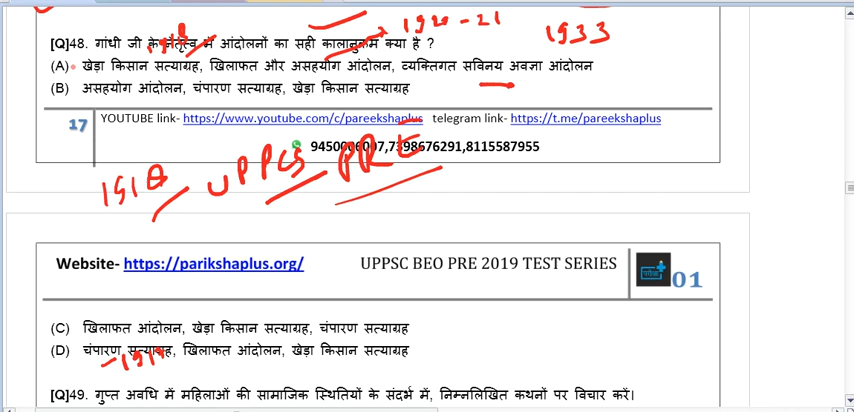 1920-21
1933
[Q]48. गांधी जी के नेतृत्व में आंदोलनों का सही कालानुक्रम क्या है ?
(A) खेड़ा किसान सत्याग्रह, खिलाफत और असहयोग आंदोलन, व्यक्तिगत सविनय अवज्ञा आंदोलन
(B) असहयोग आंदोलन, चंपारण सत्याग्रह, खेड़ा किसान सत्याग्रह
17 YOUTUBE link- https://www.youtube.com/c/pareekshaplus telegram link- https://t.me/pareekshaplus
7398676291,8115587955
UPPCS PRE
Website- https://parikshaplus.org/ UPPSC BEO PRE 2019 TEST SERIES 01
(C) खिलाफत आंदोलन, खेड़ा किसान सत्याग्रह, चंपारण सत्याग्रह
(D) चंपारण सत्याग्रह, खिलाफत आंदोलन, खेड़ा किसान सत्याग्रह
[Q]49. गुप्त अवधि में महिलाओं की सामाजिक स्थितियों के संदर्भ में, निम्नलिखित कथनों पर विचार करें।